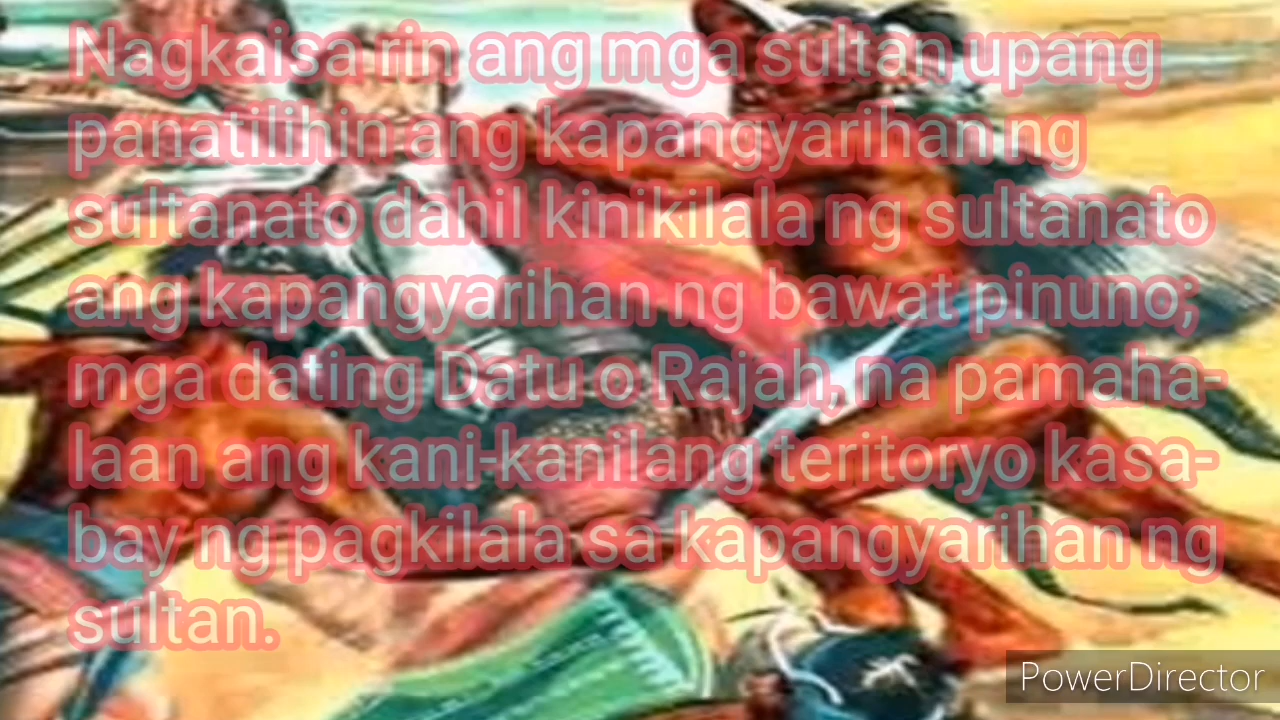 Nagkaisa rin ang mga sultan upang
panatilihin ang kapangyarihan ng
sultanato dahil kinikilala ng sultanato
ang kapangyarihan ng bawat pinuno;
mga dating Datu o Rajah, na pamaha-
laan ang kani-kanilang teritoryo kasa-
bay ng pagkilala sa kapangyarihan ng
sultan.
PowerDirector